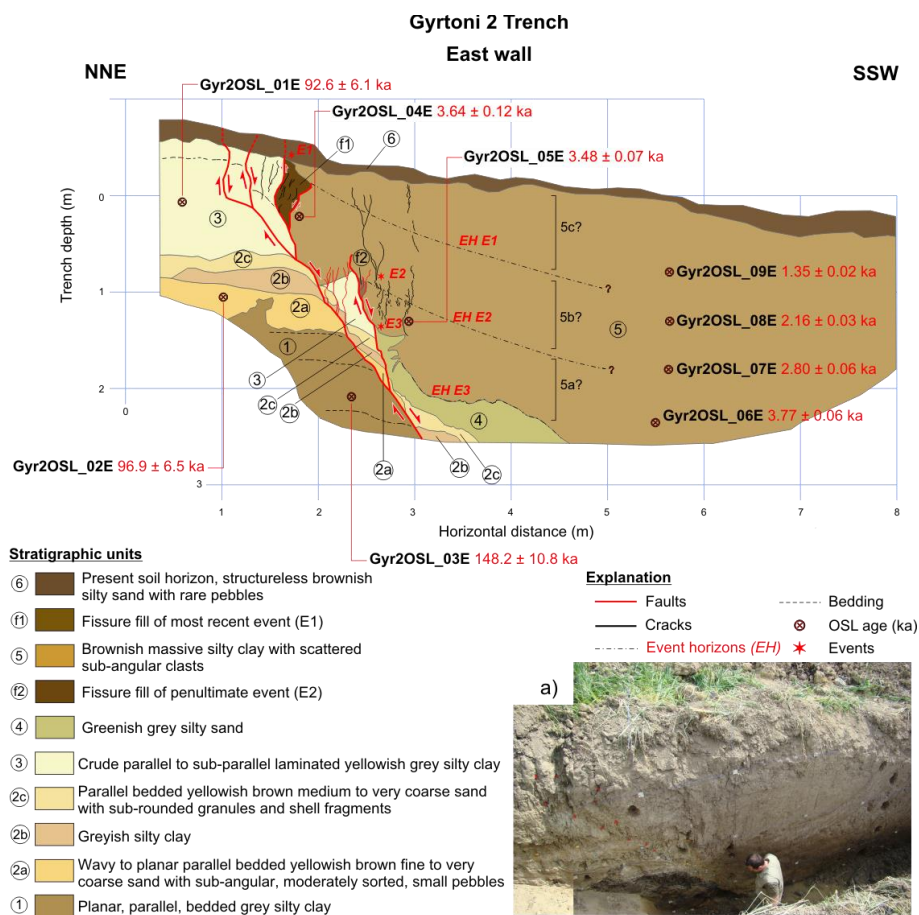 Gyrtoni 2 Trench
East wall
NNE
SSW
Gyr2OSL_01E 92.6 ± 6.1 ka
Gyr2OSL_04E 3.64 ± 0.12 ka
Gyr2OSL_05E 3.48 ± 0.07 ka
E1
f1
6
3
2c
2b
2a
1
f2
E2
E3
EH E1
EH E2
EH E3
5c?
5b?
5a?
5
?
?
4
3
2c
2b
2a
2b
2c
Gyr2OSL_09E 1.35 ± 0.02 ka
Gyr2OSL_08E 2.16 ± 0.03 ka
Gyr2OSL_07E 2.80 ± 0.06 ka
Gyr2OSL_06E 3.77 ± 0.06 ka
Gyr2OSL_02E 96.9 ± 6.5 ka
Gyr2OSL_03E 148.2 ± 10.8 ka
Trench depth (m)
0
1
2
3
0
1
2
3
4
5
6
7
8
Horizontal distance (m)
Stratigraphic units
6 Present soil horizon, structureless brownish
silty sand with rare pebbles
f1 Fissure fill of most recent event (E1)
5 Brownish massive silty clay with scattered
sub-angular clasts
f2 Fissure fill of penultimate event (E2)
4 Greenish grey silty sand
3 Crude parallel to sub-parallel laminated yellowish grey silty clay
2c Parallel bedded yellowish brown medium to very coarse sand
with sub-rounded granules and shell fragments
2b Greyish silty clay
2a Wavy to planar parallel bedded yellowish brown fine to very
coarse sand with sub-angular, moderately sorted, small pebbles
1 Planar, parallel, bedded grey silty clay
Explanation
Faults
Cracks
Event horizons (EH)
Bedding
OSL age (ka)
Events
a)